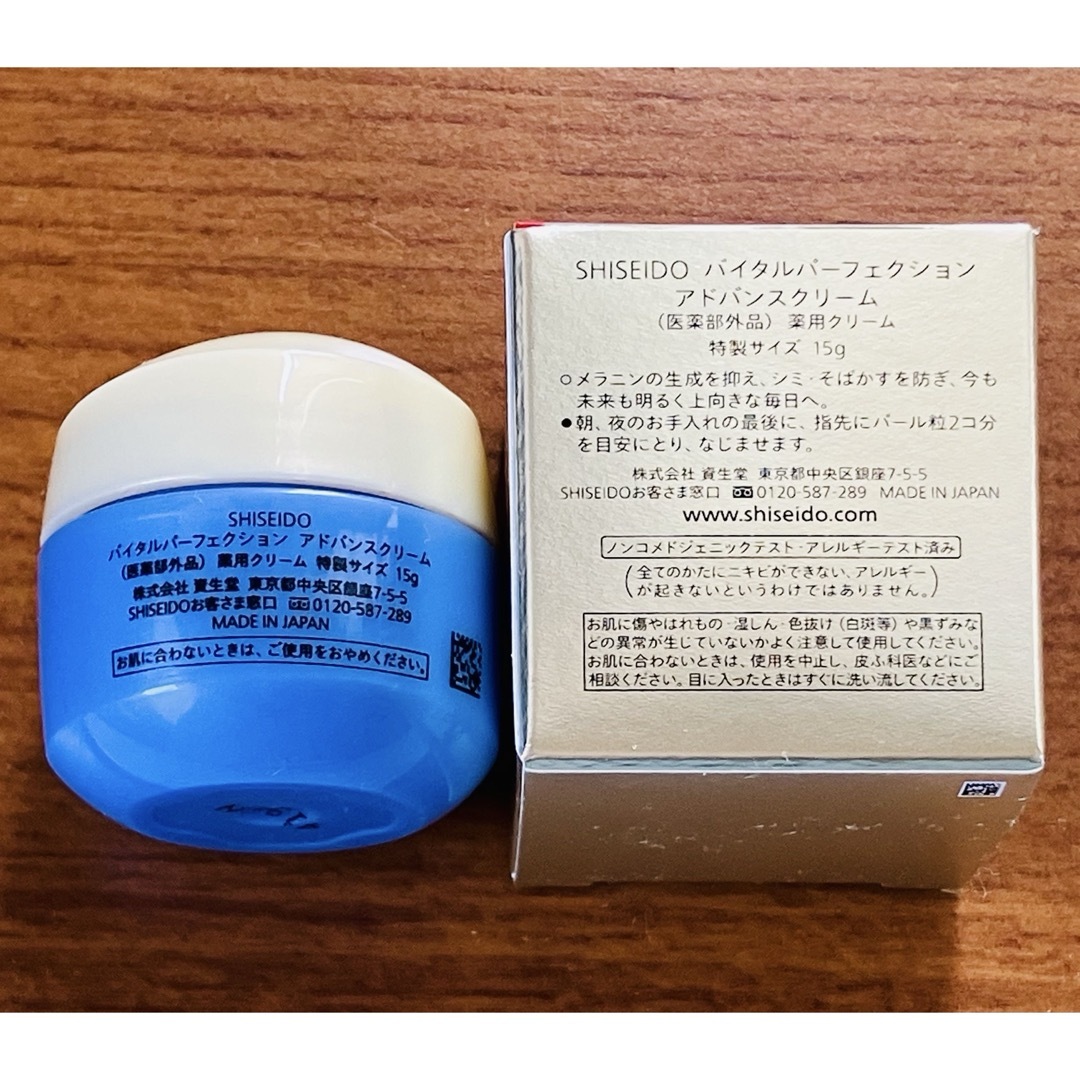 SHISEIDO
バイタルパーフェクション アドバンスクリーム
（医薬部外品） 薬用クリーム 特製サイズ 15g
株式会社 資生堂 東京都中央区銀座7-5-5
SHISEIDOお客さま窓口 0120-587-289
MADE IN JAPAN
お肌に合わないときは、ご使用をおやめください。
SHISEIDO バイタルパーフェクション
アドバンスクリーム
（医薬部外品） 薬用クリーム
特製サイズ 15g
○メラニンの生成を抑え、シミ・そばかすを防ぎ、今も
未来も明るく上向きな毎日へ。
●朝、夜のお手入れの最後に、指先にパール粒2コ分
を目安にとり、なじませます。
株式会社 資生堂 東京都中央区銀座7-5-5
SHISEIDOお客さま窓口 0120-587-289 MADE IN JAPAN
www.shiseido.com
ノンコメドジェニックテスト・アレルギーテスト済み
（全てのかたにニキビができない、アレルギー
が起きないというわけではありません。）
お肌に傷やはれもの・湿しん・色抜け（白斑等）や黒ずみな
どの異常が生じていないかよく注意して使用してください。
お肌に合わないときは、使用を中止し、皮ふ科医などにご
相談ください。目に入ったときはすぐに洗い流してください。